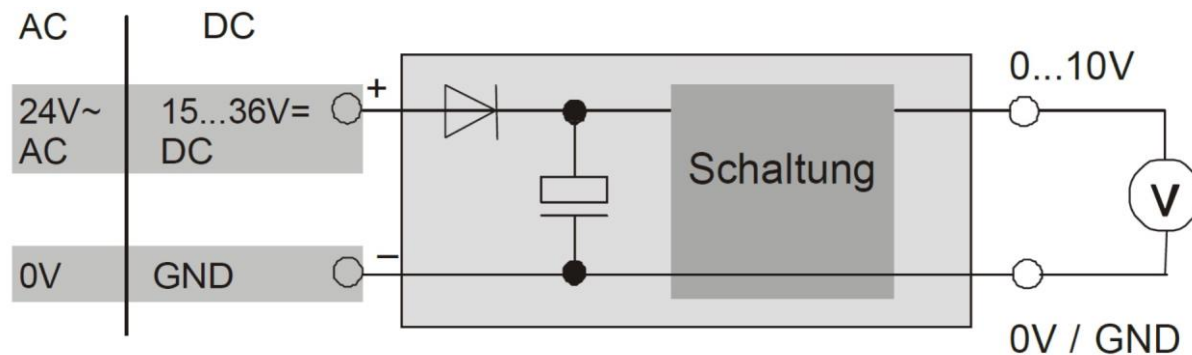 AC DC
24V~ 15...36V= +
AC DC
0V GND –
Schaltung
0...10V
V
0V / GND